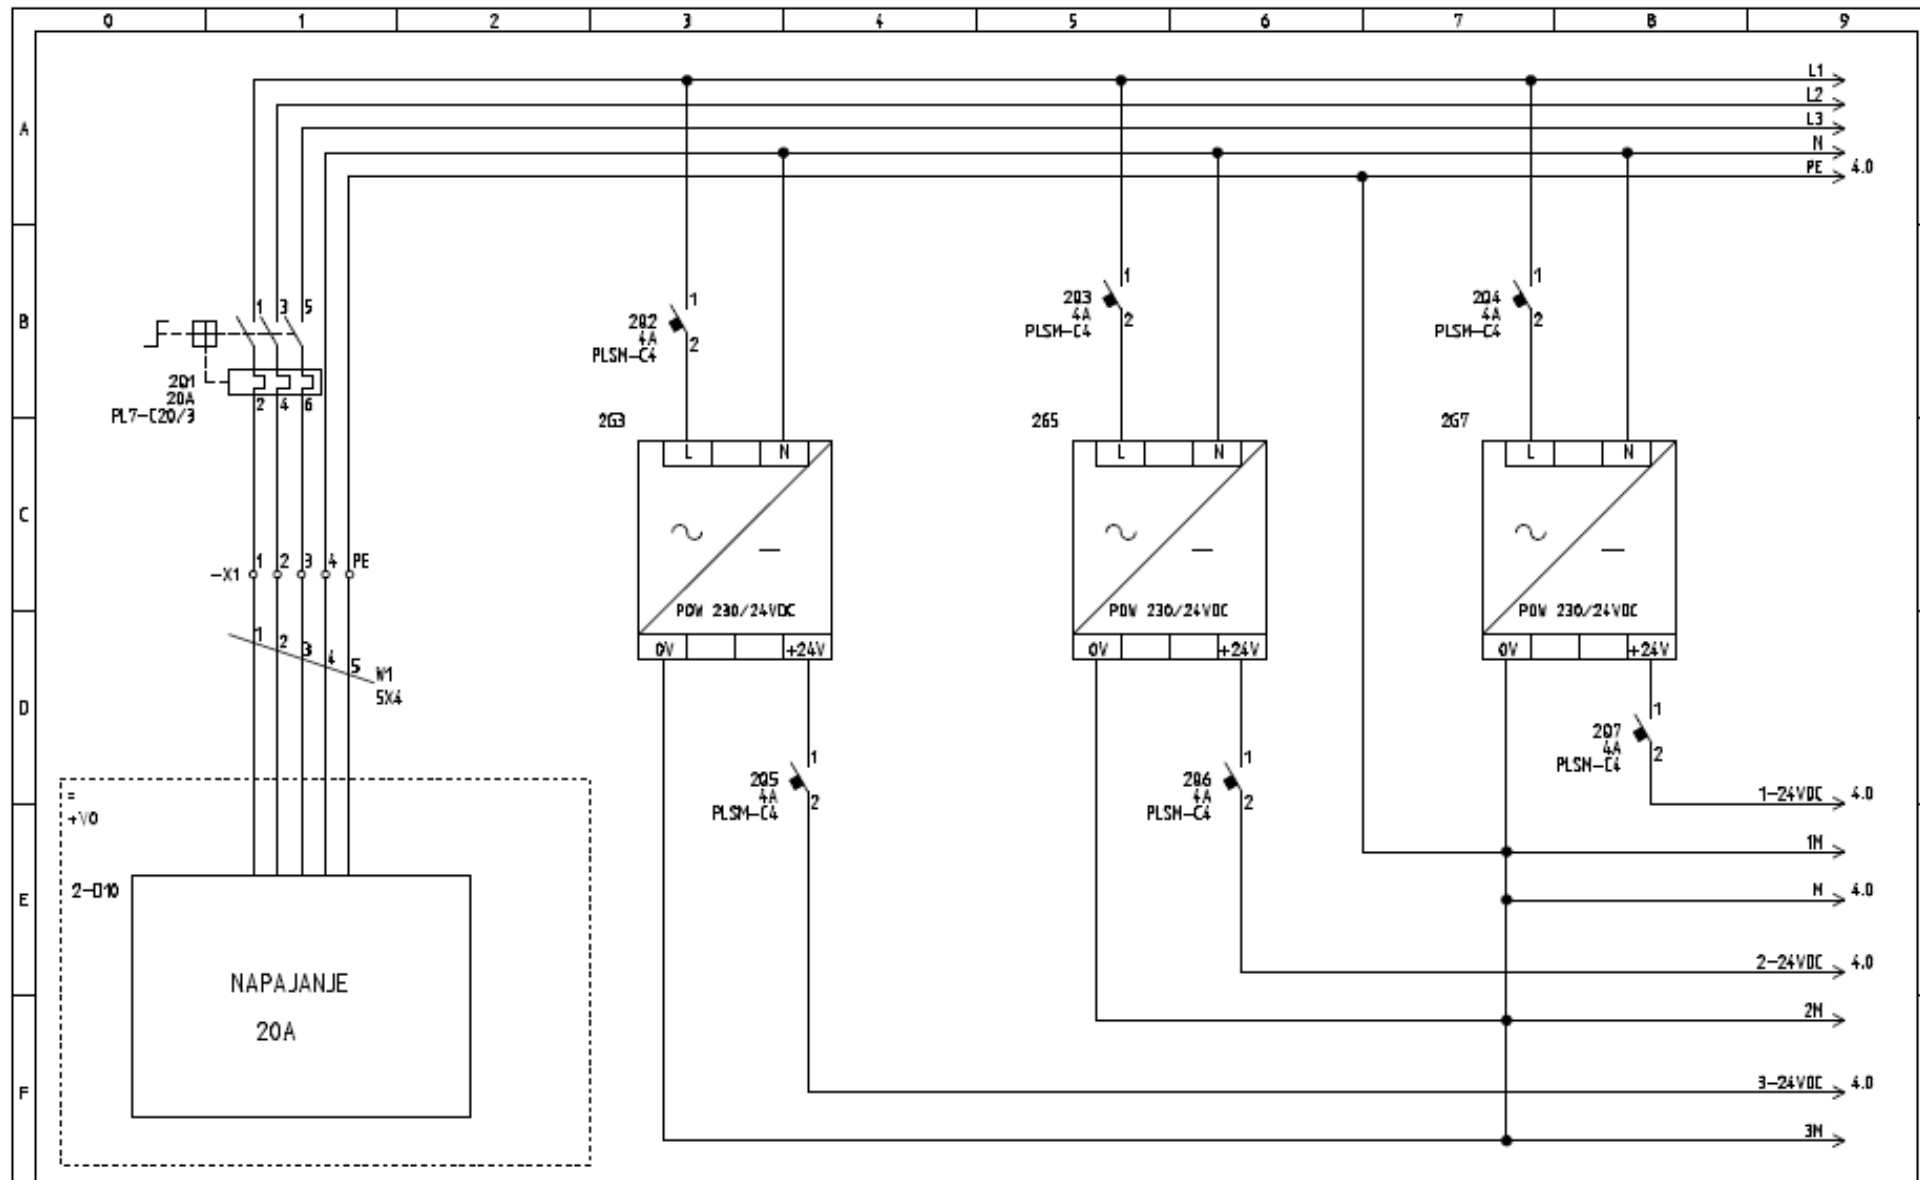 0 1 2 3 4 5 6 7 8 9
L1
L2
A
L3
N
PE 4.0
1 3 5
B
2Q1
20A
PL7-C20/3
2 4 6
1
2Q2
4A
PLSM-C4
2
1
2Q3
4A
PLSM-C4
2
1
2Q4
4A
PLSM-C4
2
2G3
L N
POW 230/24VDC
0V +24V
2G5
L N
POW 230/24VDC
0V +24V
2G7
L N
POW 230/24VDC
0V +24V
C
-X1 1 2 3 4 PE
1 2 3 4 5
W1
5X4
D
1
2Q5
4A
PLSM-C4
2
1
2Q6
4A
PLSM-C4
2
1
2Q7
4A
PLSM-C4
2
1-24VDC 4.0
1M
M 4.0
2-24VDC 4.0
2M
3-24VDC 4.0
3M
=
+V0
E
2-D10
NAPAJANJE
20A
F